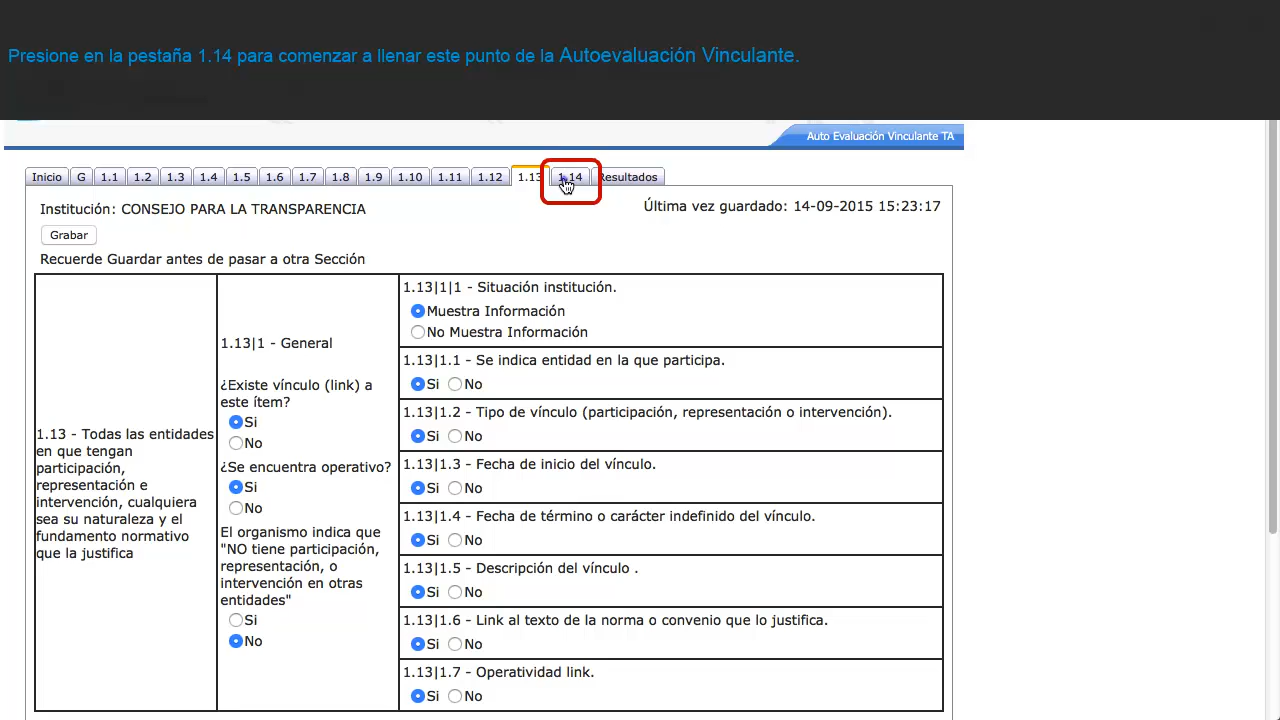 Presione en la pestaña 1.14 para comenzar a llenar este punto de la Autoevaluación Vinculante.
Auto Evaluación Vinculante TA
Inicio G 1.1 1.2 1.3 1.4 1.5 1.6 1.7 1.8 1.9 1.10 1.11 1.12 1.13 1.14 Resultados
Institución: CONSEJO PARA LA TRANSPARENCIA
Última vez guardado: 14-09-2015 15:23:17
Grabar
Recuerde Guardar antes de pasar a otra Sección
1.13 - Todas las entidades
en que tengan
participación,
representación e
intervención, cualquiera
sea su naturaleza y el
fundamento normativo
que la justifica
1.13|1 - General
¿Existe vínculo (link) a
este ítem?
Si
No
¿Se encuentra operativo?
Si
No
El organismo indica que
"NO tiene participación,
representación, o
intervención en otras
entidades"
Si
No
1.13|1|1 - Situación institución.
Muestra Información
No Muestra Información
1.13|1.1 - Se indica entidad en la que participa.
Si No
1.13|1.2 - Tipo de vínculo (participación, representación o intervención).
Si No
1.13|1.3 - Fecha de inicio del vínculo.
Si No
1.13|1.4 - Fecha de término o carácter indefinido del vínculo.
Si No
1.13|1.5 - Descripción del vínculo .
Si No
1.13|1.6 - Link al texto de la norma o convenio que lo justifica.
Si No
1.13|1.7 - Operatividad link.
Si No